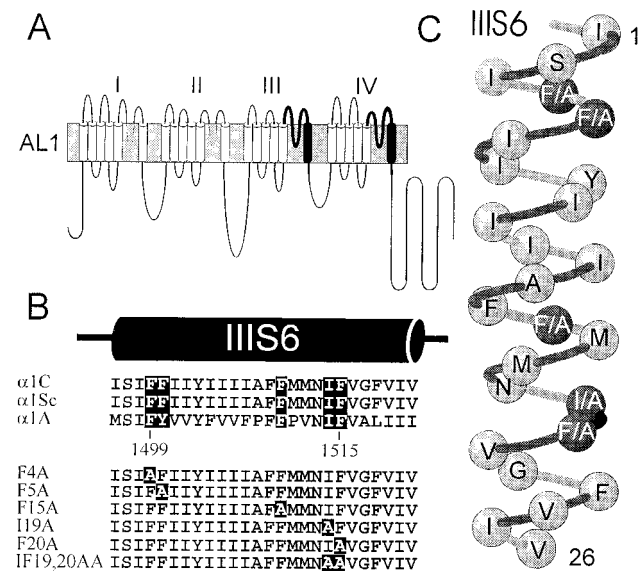 A
I II III IV
AL1
B
IIIS6
α1C ISIFFIIYIIIIAFFMMNIFVGFVIV
α1Sc ISIFFIIYIIIIAFFMMNIFVGFVIV
α1A MSIFYVVYFVVFPFFPVNIFVALIII
1499 1515
F4A ISIAFIIYIIIIAFFMMNIFVGFVIV
F5A ISIFAIIYIIIIAFFMMNIFVGFVIV
F15A ISIFFIIYIIIIAFAMMNIFVGFVIV
I19A ISIFFIIYIIIIAFFMMNAFVGFVIV
F20A ISIFFIIYIIIIAFFMMNIAVGFVIV
IF19,20AA ISIFFIIYIIIIAFFMMNAAVGFVIV
C
IIIS6
I 1
S
I
F/A
F/A
I
I
Y
I
I
I
A
F
F/A
M
M
N
I/A
F/A
V
G
F
V
I
V 26